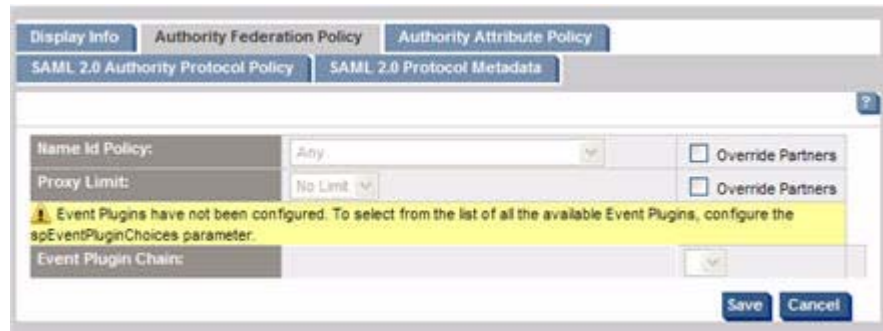 Display Info Authority Federation Policy Authority Attribute Policy
SAML 2.0 Authority Protocol Policy SAML 2.0 Protocol Metadata
?
Name Id Policy: Any Override Partners
Proxy Limit: No Limit Override Partners
Event Plugins have not been configured. To select from the list of all the available Event Plugins, configure the
spEventPluginChoices parameter.
Event Plugin Chain:
Save Cancel